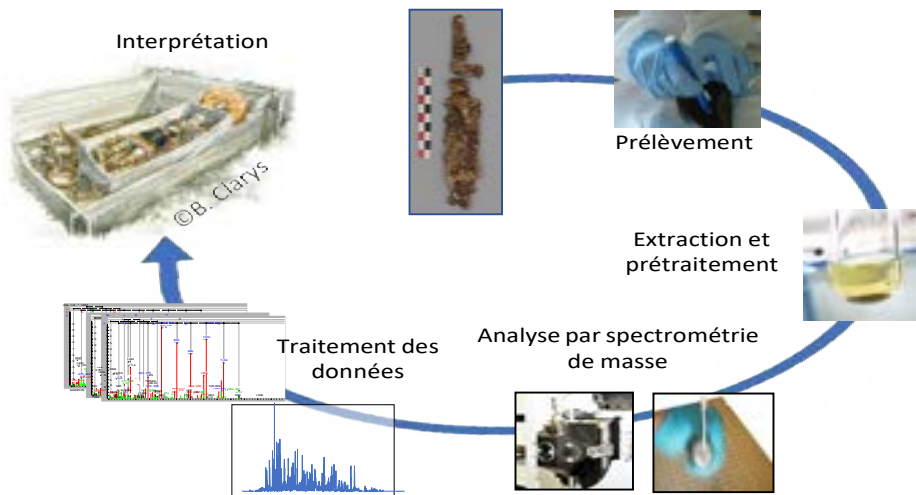 Interprétation
©B. Clarys
Prélèvement
Extraction et
prétraitement
Analyse par spectrométrie
de masse
Traitement des
données